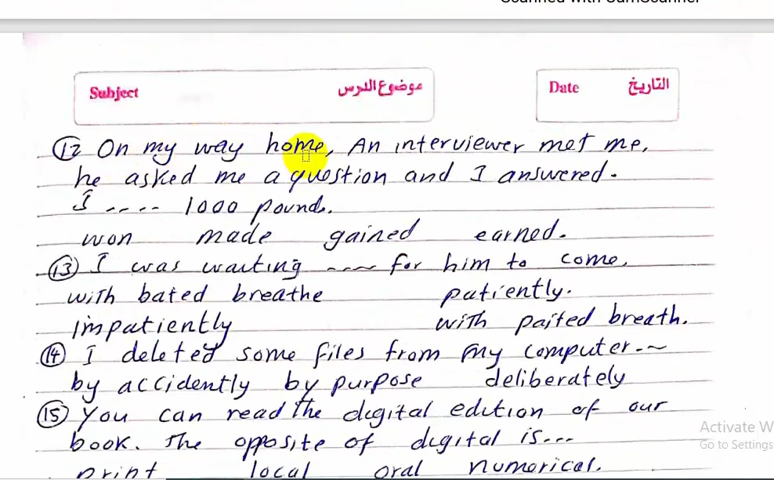 Scanned with CamScanner
Subject
موضوع الدرس
Date
التاريخ
⑫ On my way home, An interviewer met me,
he asked me a question and I answered.
I .... 1000 pounds.
won made gained earned.
⑬ I was waiting ---- for him to come.
with bated breathe patiently.
impatiently with paited breath.
⑭ I deleted some files from my computer.~
by accidently by purpose deliberately
⑮ You can read the digital edition of our
book. The opposite of digital is...
print local oral numerical.
Activate W
Go to Settings